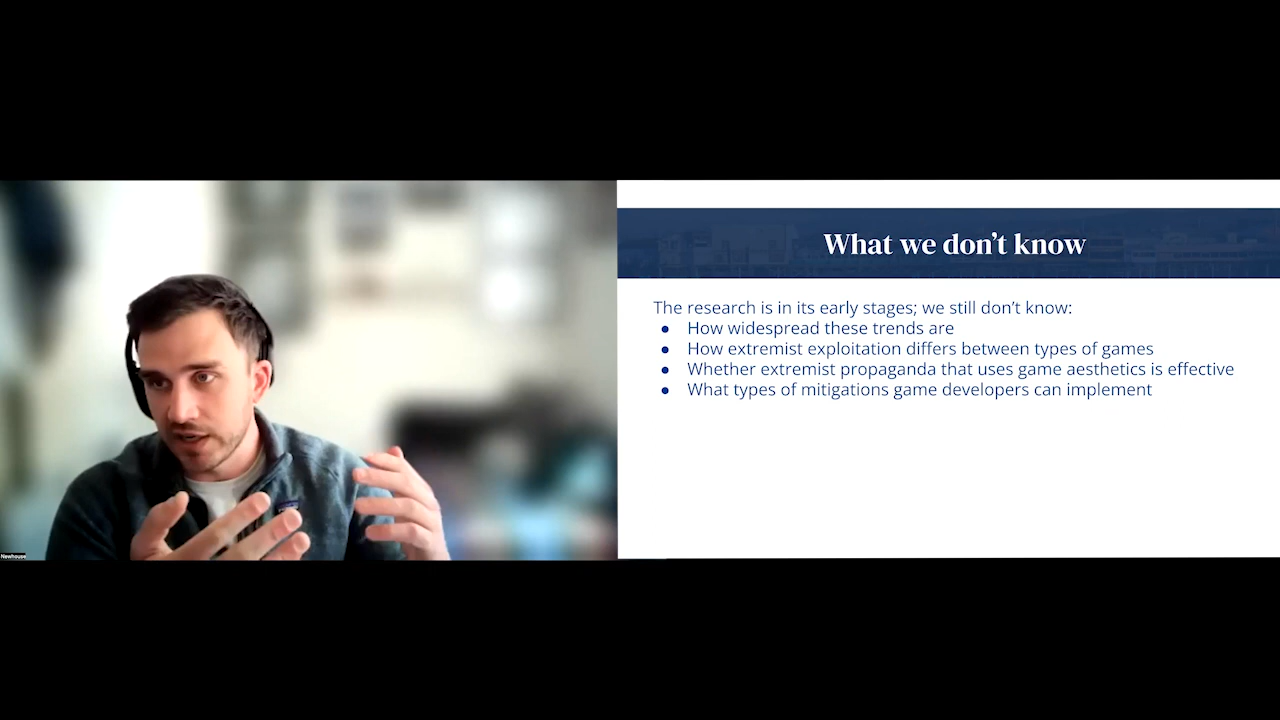 What we don't know
The research is in its early stages; we still don't know:
● How widespread these trends are
● How extremist exploitation differs between types of games
● Whether extremist propaganda that uses game aesthetics is effective
● What types of mitigations game developers can implement
Newhouse